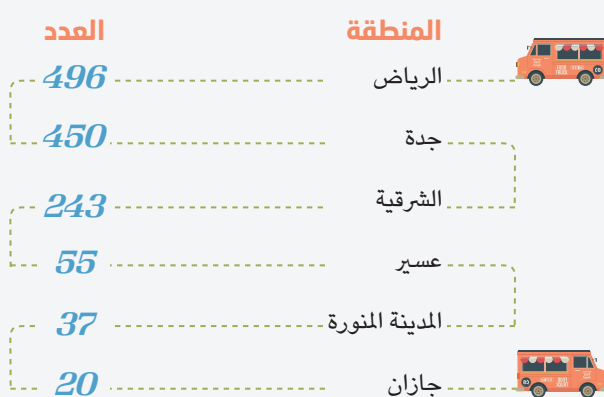 المنطقة العدد
الرياض 496
جدة 450
الشرقية 243
عسير 55
المدينة المنورة 37
جازان 20